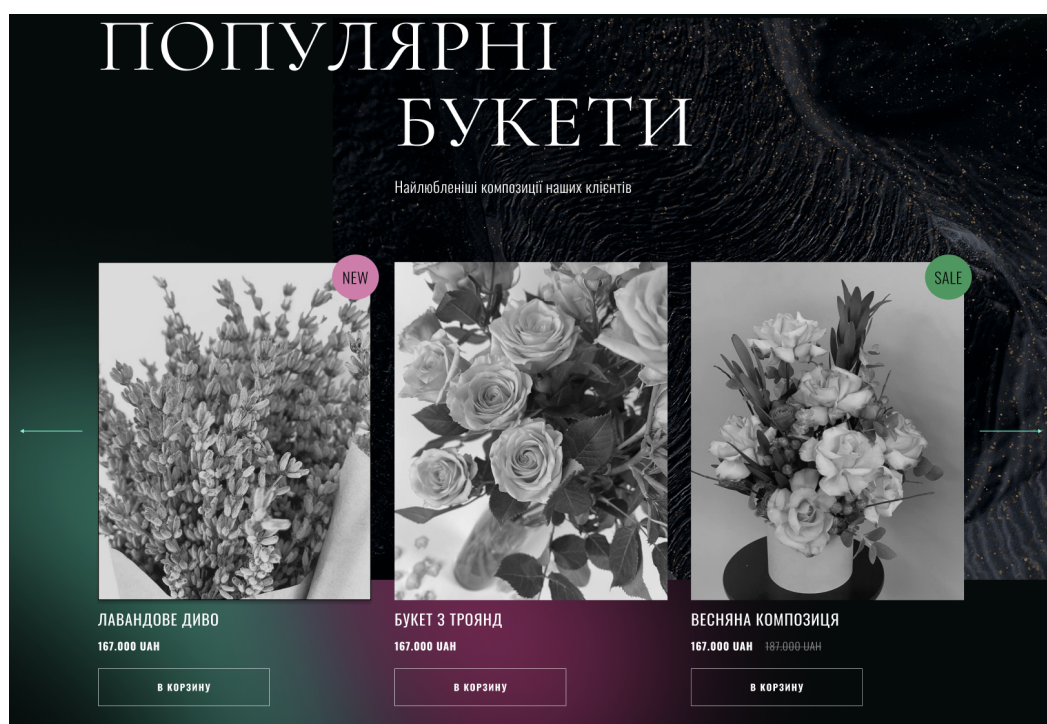 ПОПУЛЯРНІ
БУКЕТИ
Найлюбленіші композиції наших клієнтів
NEW
SALE
ЛАВАНДОВЕ ДИВО
167.000 UAH
В КОРЗИНУ
БУКЕТ З ТРОЯНД
167.000 UAH
В КОРЗИНУ
ВЕСНЯНА КОМПОЗИЦЯ
167.000 UAH 187.000 UAH
В КОРЗИНУ